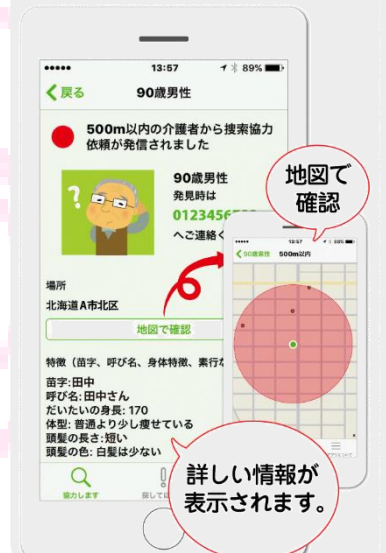 13:57
89%
戻る
90歳男性
500m以内の介護者から捜索協力
依頼が発信されました
90歳男性
発見時は
0123456
へご連絡く
?
地図で
確認
13:57
90歳男性 500m以内
場所
北海道A市北区
地図で確認
特徴(苗字、呼び名、身体特徴、素行な
苗字:田中
呼び名:田中さん
だいたいの身長: 170
体型: 普通より少し痩せている
頭髪の長さ:短い
頭髪の色: 白髪は少ない
協力します
探してほ
詳しい情報が
表示されます。